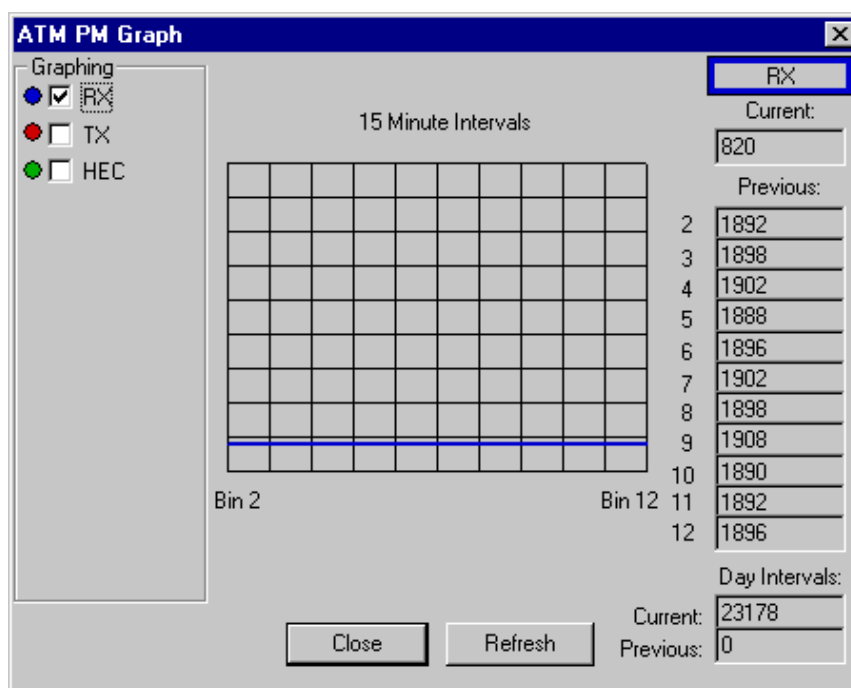 ATM PM Graph
Graphing
RX
TX
HEC
15 Minute Intervals
Bin 2
Bin 12
RX
Current:
820
Previous:
2 1892
3 1898
4 1902
5 1888
6 1896
7 1902
8 1898
9 1908
10 1890
11 1892
12 1896
Day Intervals:
Current: 23178
Previous: 0
Close
Refresh